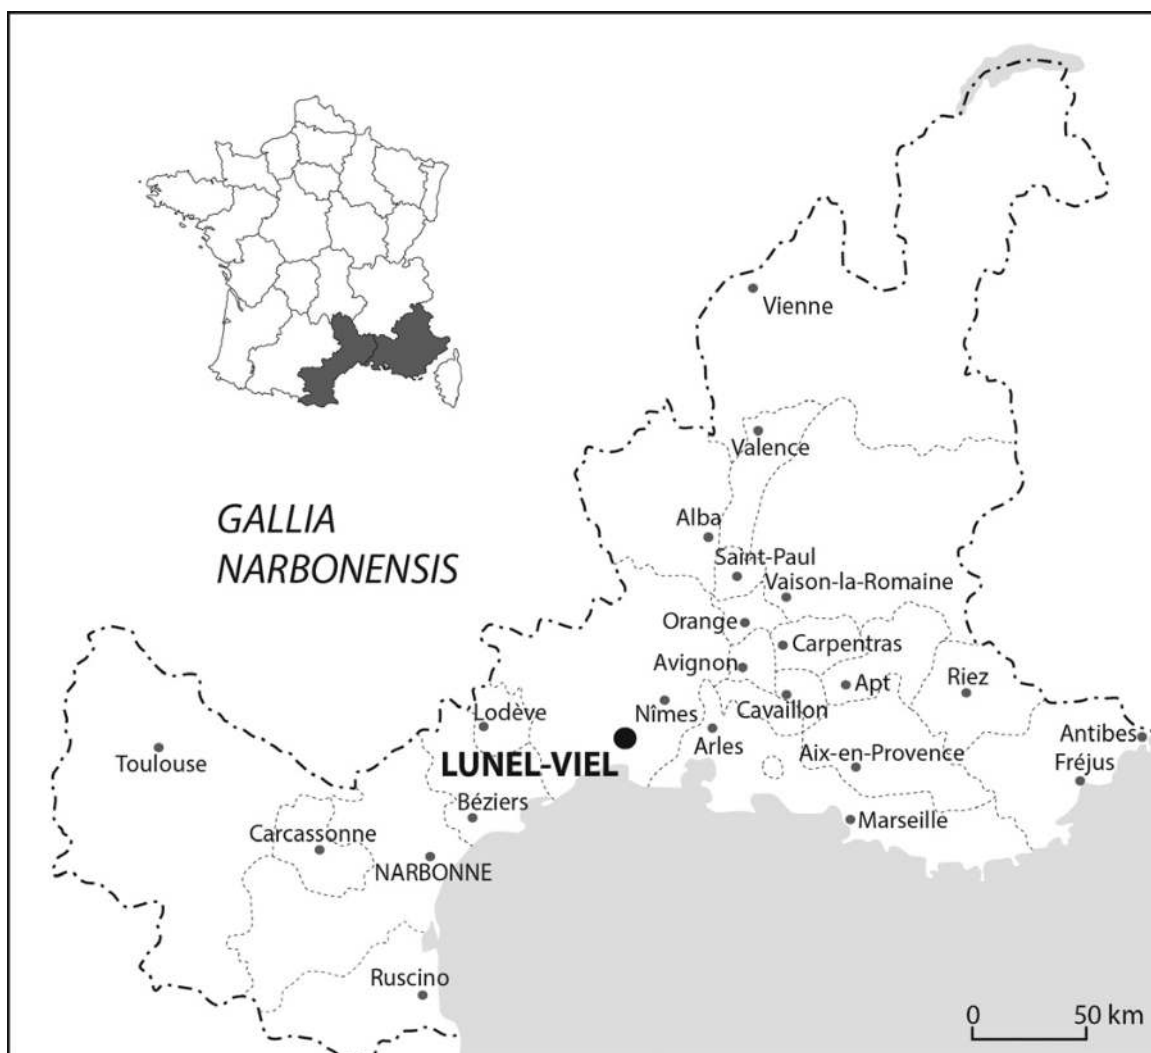 Vienne
Valence
GALLIA
NARBONENSIS
Alba
Saint-Paul
Vaison-la-Romaine
Orange
Carpentras
Avignon
Apt
Riez
Lodève
Nîmes
Cavaillon
Arles
Antibes
Toulouse
LUNEL-VIEL
Aix-en-Provence
Fréjus
Béziers
Marseille
Carcassonne
NARBONNE
Ruscino
0 50 km